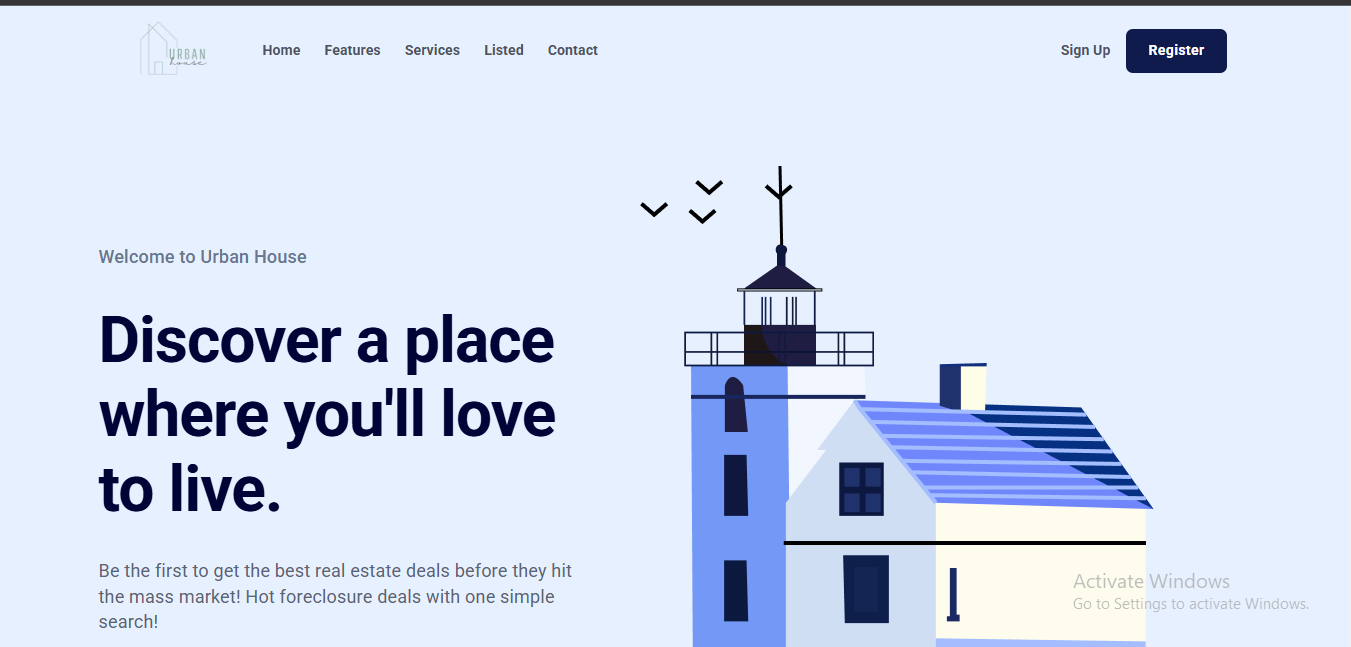 URBAN
house
Home Features Services Listed Contact
Sign Up Register
Welcome to Urban House
Discover a place
where you'll love
to live.
Be the first to get the best real estate deals before they hit
the mass market! Hot foreclosure deals with one simple
search!
Activate Windows
Go to Settings to activate Windows.